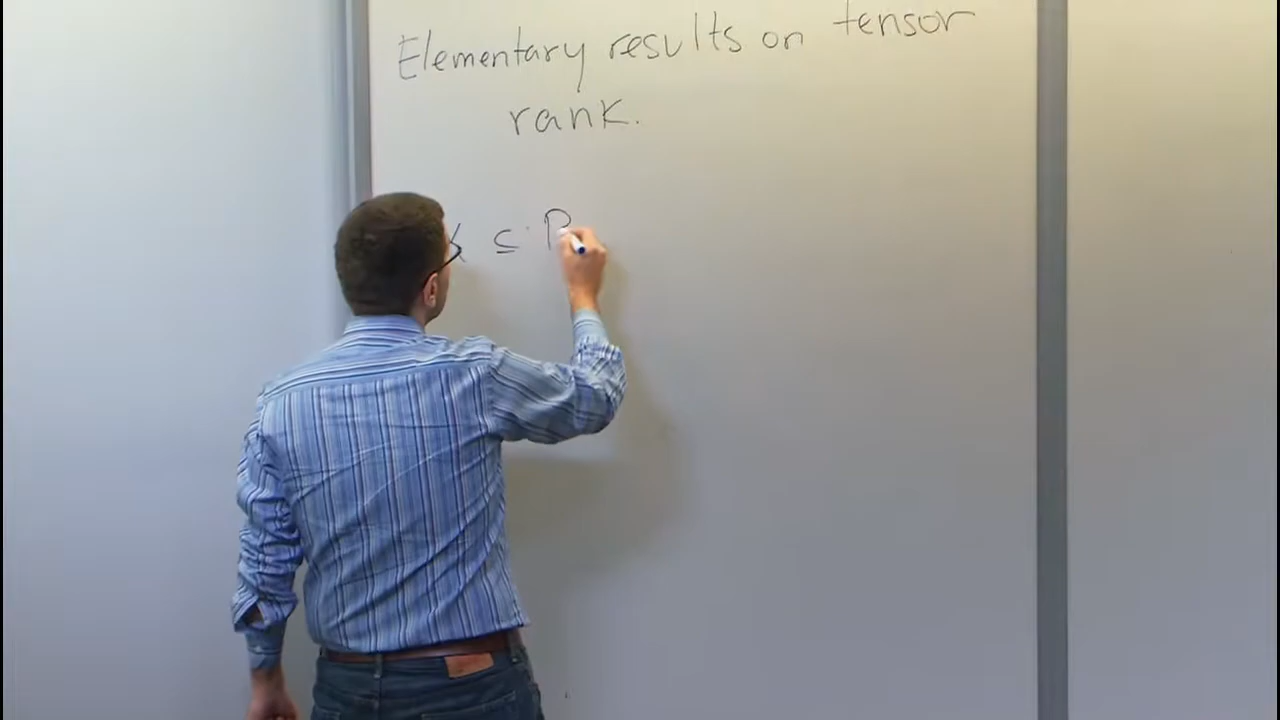 Elementary results on tensor
rank.
X ⊆ P